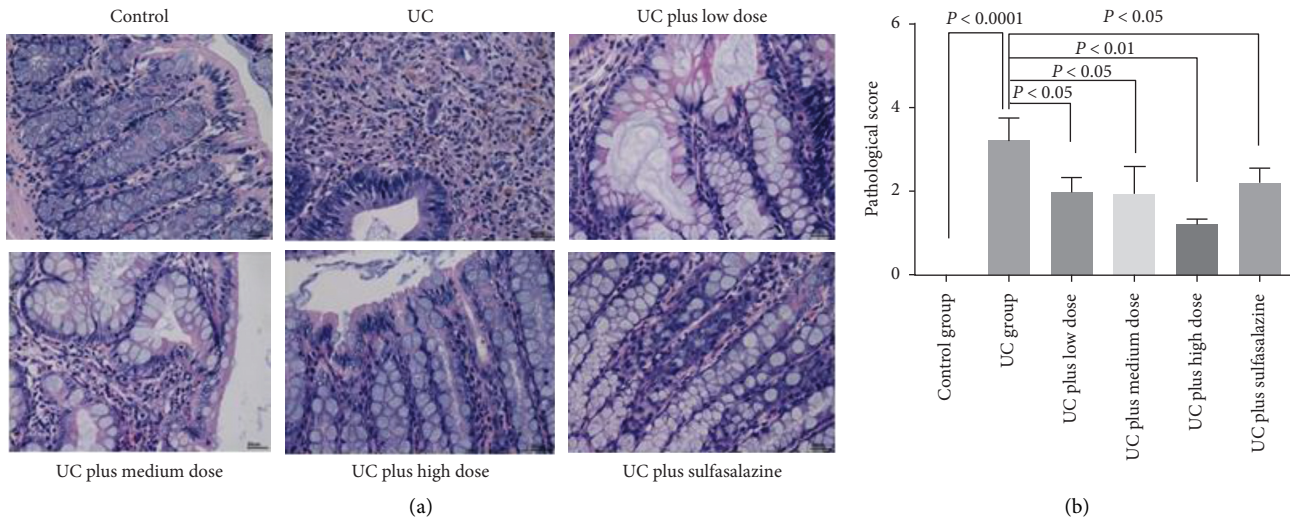 Control
UC
UC plus low dose
UC plus medium dose
UC plus high dose
UC plus sulfasalazine
(a)
6
4
2
0
Pathological score
P < 0.0001
P < 0.05
P < 0.01
P < 0.05
P < 0.05
Control group
UC group
UC plus low dose
UC plus medium dose
UC plus high dose
UC plus sulfasalazine
(b)